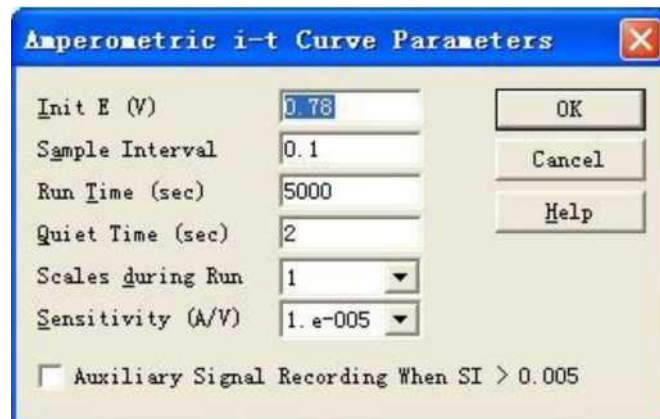 Amperometric i-t Curve Parameters
Init E (V) 0.78 OK
Sample Interval 0.1 Cancel
Run Time (sec) 5000 Help
Quiet Time (sec) 2
Scales during Run 1
Sensitivity (A/V) 1.e-005
Auxiliary Signal Recording When SI > 0.005